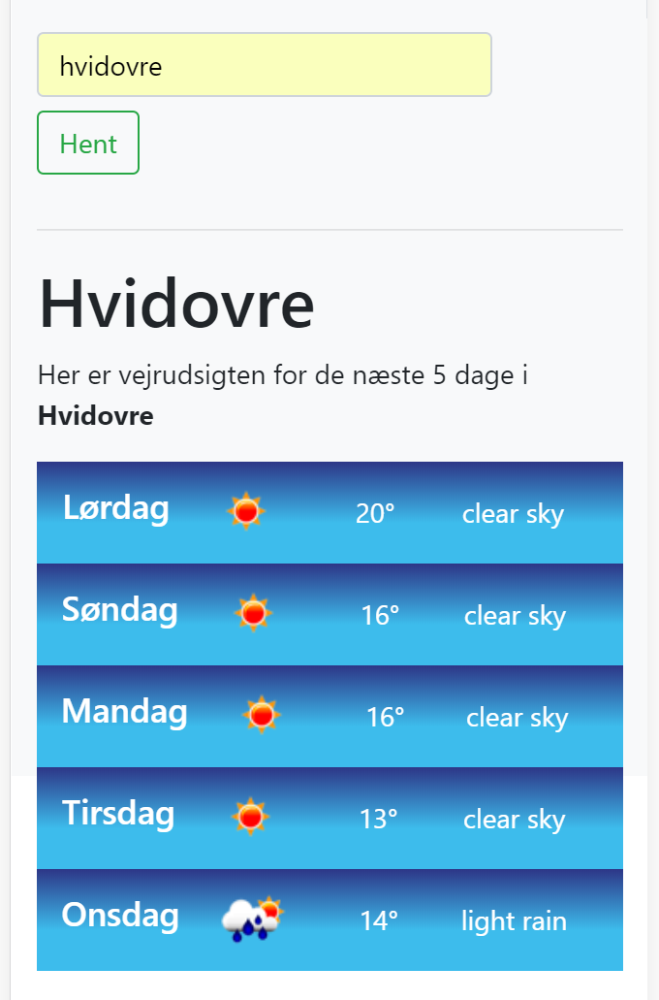 hvidovre
Hent
Hvidovre
Her er vejrudsigten for de næste 5 dage i
Hvidovre
Lørdag 20° clear sky
Søndag 16° clear sky
Mandag 16° clear sky
Tirsdag 13° clear sky
Onsdag 14° light rain